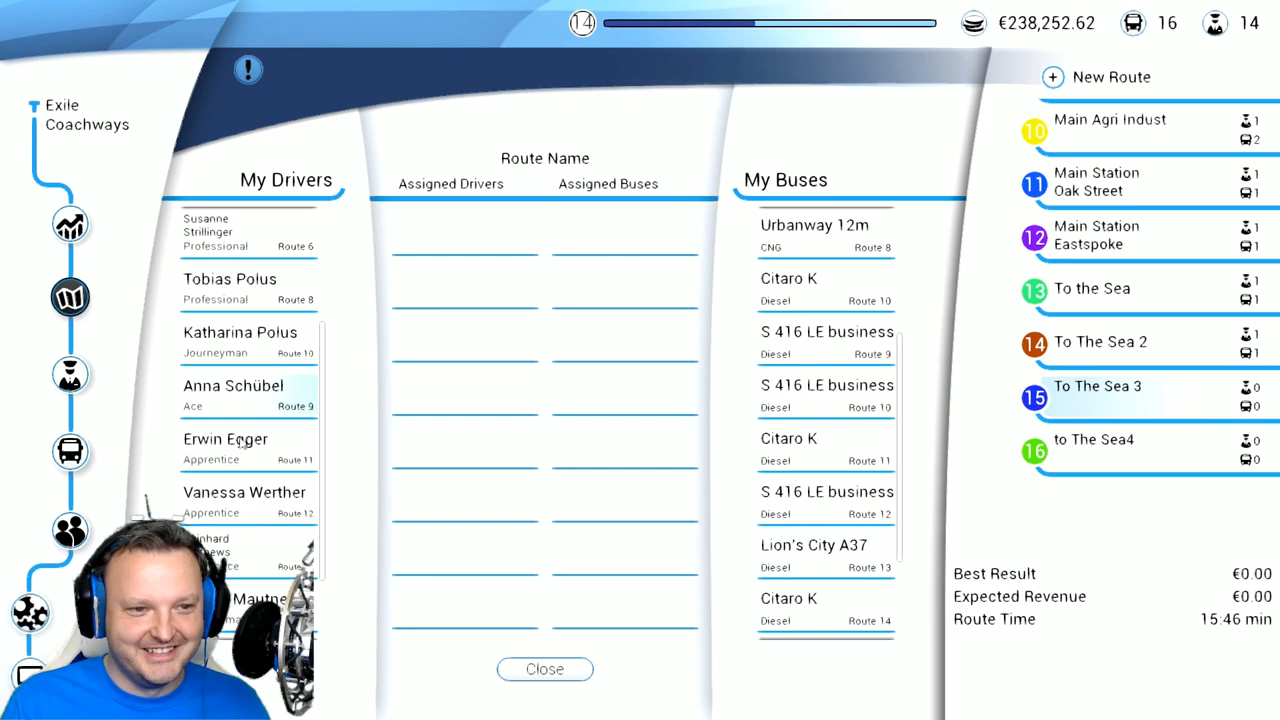 14
€238,252.62
16
14
Exile
Coachways
My Drivers
Susanne
Strillinger
Professional Route 6
Tobias Polus
Professional Route 8
Katharina Polus
Journeyman Route 10
Anna Schübel
Ace Route 9
Erwin Egger
Apprentice Route 11
Vanessa Werther
Apprentice Route 12
Route Name
Assigned Drivers Assigned Buses
Close
My Buses
Urbanway 12m
CNG Route 8
Citaro K
Diesel Route 10
S 416 LE business
Diesel Route 9
S 416 LE business
Diesel Route 10
Citaro K
Diesel Route 11
S 416 LE business
Diesel Route 12
Lion's City A37
Diesel Route 13
Citaro K
Diesel Route 14
+ New Route
10 Main Agri Indust 1
2
11 Main Station 1
Oak Street 1
12 Main Station 1
Eastspoke 1
13 To the Sea 1
1
14 To The Sea 2 1
1
15 To The Sea 3 0
0
16 to The Sea4 0
0
Best Result €0.00
Expected Revenue €0.00
Route Time 15:46 min